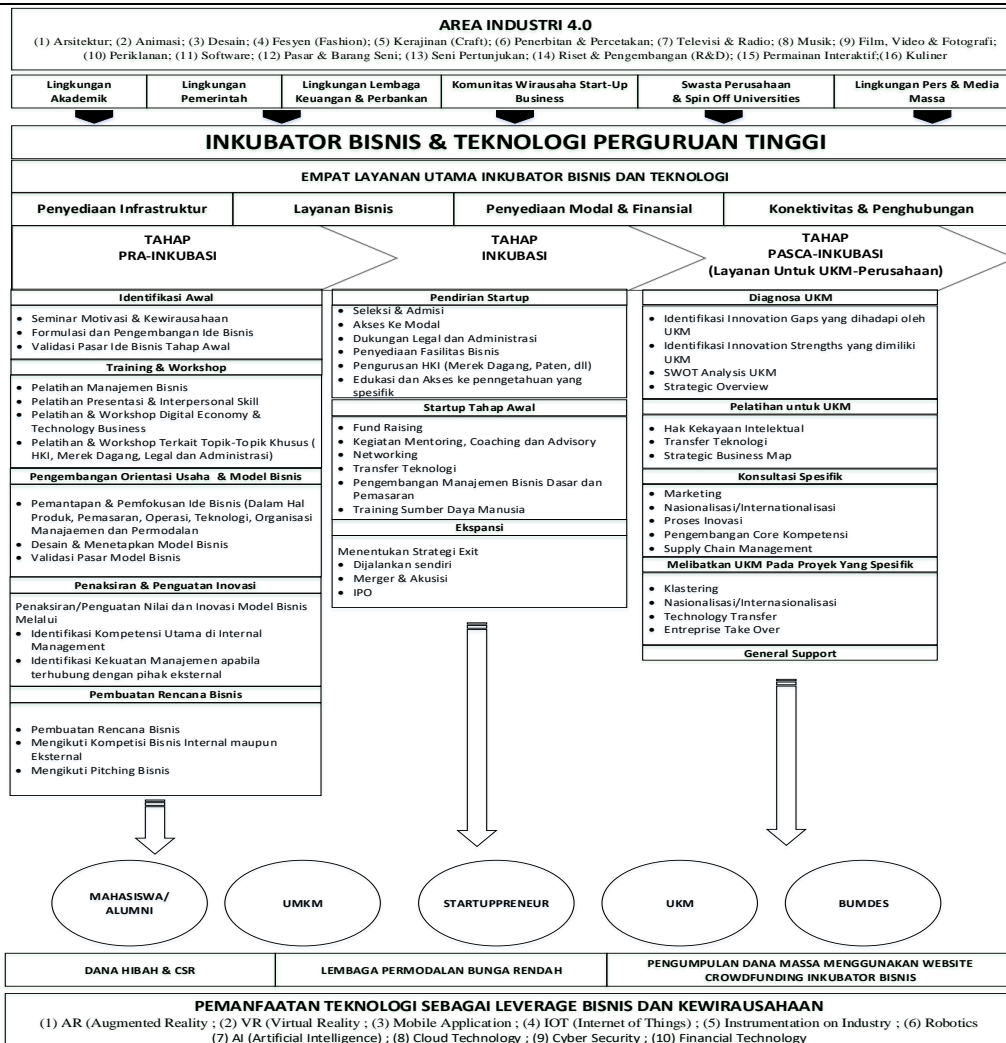 AREA INDUSTRI 4.0
(1) Arsitektur; (2) Animasi; (3) Desain; (4) Fesyen (Fashion); (5) Kerajinan (Craft); (6) Penerbitan & Percetakan; (7) Televisi & Radio; (8) Musik; (9) Film, Video & Fotografi;
(10) Periklanan; (11) Software; (12) Pasar & Barang Seni; (13) Seni Pertunjukan; (14) Riset & Pengembangan (R&D); (15) Permainan Interaktif;(16) Kuliner
Lingkungan
Akademik
Lingkungan
Pemerintah
Lingkungan Lembaga
Keuangan & Perbankan
Komunitas Wirausaha Start-Up
Business
Swasta Perusahaan
& Spin Off Universities
Lingkungan Pers & Media
Massa
INKUBATOR BISNIS & TEKNOLOGI PERGURUAN TINGGI
EMPAT LAYANAN UTAMA INKUBATOR BISNIS DAN TEKNOLOGI
Penyediaan Infrastruktur
Layanan Bisnis
Penyediaan Modal & Finansial
Konektivitas & Penghubungan
TAHAP
PRA-INKUBASI
TAHAP
INKUBASI
TAHAP
PASCA-INKUBASI
(Layanan Untuk UKM-Perusahaan)
Identifikasi Awal
• Seminar Motivasi & Kewirausahaan
• Formulasi dan Pengembangan Ide Bisnis
• Validasi Pasar Ide Bisnis Tahap Awal
Training & Workshop
• Pelatihan Manajemen Bisnis
• Pelatihan Presentasi & Interpersonal Skill
• Pelatihan & Workshop Digital Economy &
Technology Business
• Pelatihan & Workshop Terkait Topik-Topik Khusus (
HKI, Merek Dagang, Legal dan Administrasi)
Pengembangan Orientasi Usaha & Model Bisnis
• Pemantapan & Pemfokusan Ide Bisnis (Dalam Hal
Produk, Pemasaran, Operasi, Teknologi, Organisasi
Manajaemen dan Permodalan
• Desain & Menetapkan Model Bisnis
• Validasi Pasar Model Bisnis
Penaksiran & Penguatan Inovasi
Penaksiran/Penguatan Nilai dan Inovasi Model Bisnis
Melalui
• Identifikasi Kompetensi Utama di Internal
Management
• Identifikasi Kekuatan Manajemen apabila
terhubung dengan pihak eksternal
Pembuatan Rencana Bisnis
• Pembuatan Rencana Bisnis
• Mengikuti Kompetisi Bisnis Internal maupun
Eksternal
• Mengikuti Pitching Bisnis
Pendirian Startup
• Seleksi & Admisi
• Akses Ke Modal
• Dukungan Legal dan Administrasi
• Penyediaan Fasilitas Bisnis
• Pengurusan HKI (Merek Dagang, Paten, dll)
• Edukasi dan Akses ke penngetahuan yang
spesifik
Startup Tahap Awal
• Fund Raising
• Kegiatan Mentoring, Coaching dan Advisory
• Networking
• Transfer Teknologi
• Pengembangan Manajemen Bisnis Dasar dan
Pemasaran
• Training Sumber Daya Manusia
Ekspansi
Menentukan Strategi Exit
• Dijalankan sendiri
• Merger & Akusisi
• IPO
Diagnosa UKM
• Identifikasi Innovation Gaps yang dihadapi oleh
UKM
• Identifikasi Innovation Strengths yang dimiliki
UKM
• SWOT Analysis UKM
• Strategic Overview
Pelatihan untuk UKM
• Hak Kekayaan Intelektual
• Transfer Teknologi
• Strategic Business Map
Konsultasi Spesifik
• Marketing
• Nasionalisasi/Internationalisasi
• Proses Inovasi
• Pengembangan Core Kompetensi
• Supply Chain Management
Melibatkan UKM Pada Proyek Yang Spesifik
• Klastering
• Nasionalisasi/Internasionalisasi
• Technology Transfer
• Entreprise Take Over
General Support
MAHASISWA/
ALUMNI
UMKM
STARTUPPRENEUR
UKM
BUMDES
DANA HIBAH & CSR
LEMBAGA PERMODALAN BUNGA RENDAH
PENGUMPULAN DANA MASSA MENGGUNAKAN WEBSITE
CROWDFUNDING INKUBATOR BISNIS
PEMANFAATAN TEKNOLOGI SEBAGAI LEVERAGE BISNIS DAN KEWIRAUSAHAAN
(1) AR (Augmented Reality ; (2) VR (Virtual Reality ; (3) Mobile Application ; (4) IOT (Internet of Things) ; (5) Instrumentation on Industry ; (6) Robotics
(7) AI (Artificial Intelligence) ; (8) Cloud Technology ; (9) Cyber Security ; (10) Financial Technology